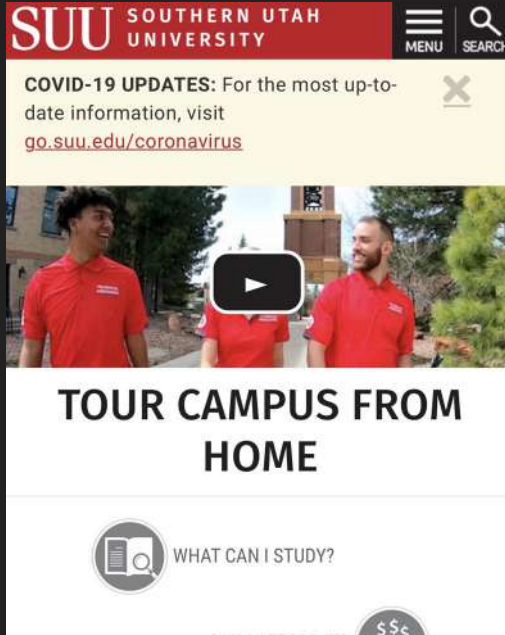 SUU SOUTHERN UTAH
UNIVERSITY
MENU SEARCH
COVID-19 UPDATES: For the most up-to-
date information, visit
go.suu.edu/coronavirus
TOUR CAMPUS FROM
HOME
WHAT CAN I STUDY?
$$$